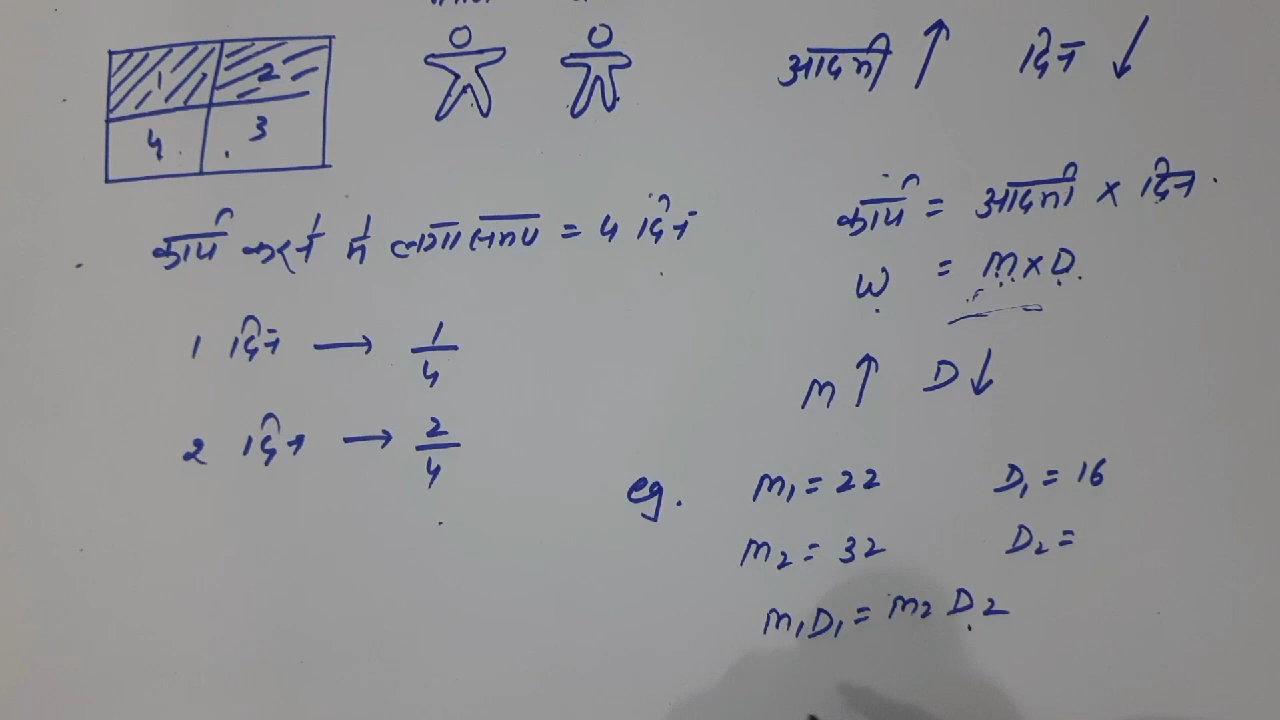 1 2
4 3
कार्य करने में लगा समय = 4 दिन
1 दिन → 1/4
2 दिन → 2/4
आदमी ↑ दिन ↓
कार्य = आदमी × दिन
W = M×D
M ↑ D ↓
eg. M₁ = 22 D₁ = 16
M₂ = 32 D₂ =
M₁D₁ = M₂D₂